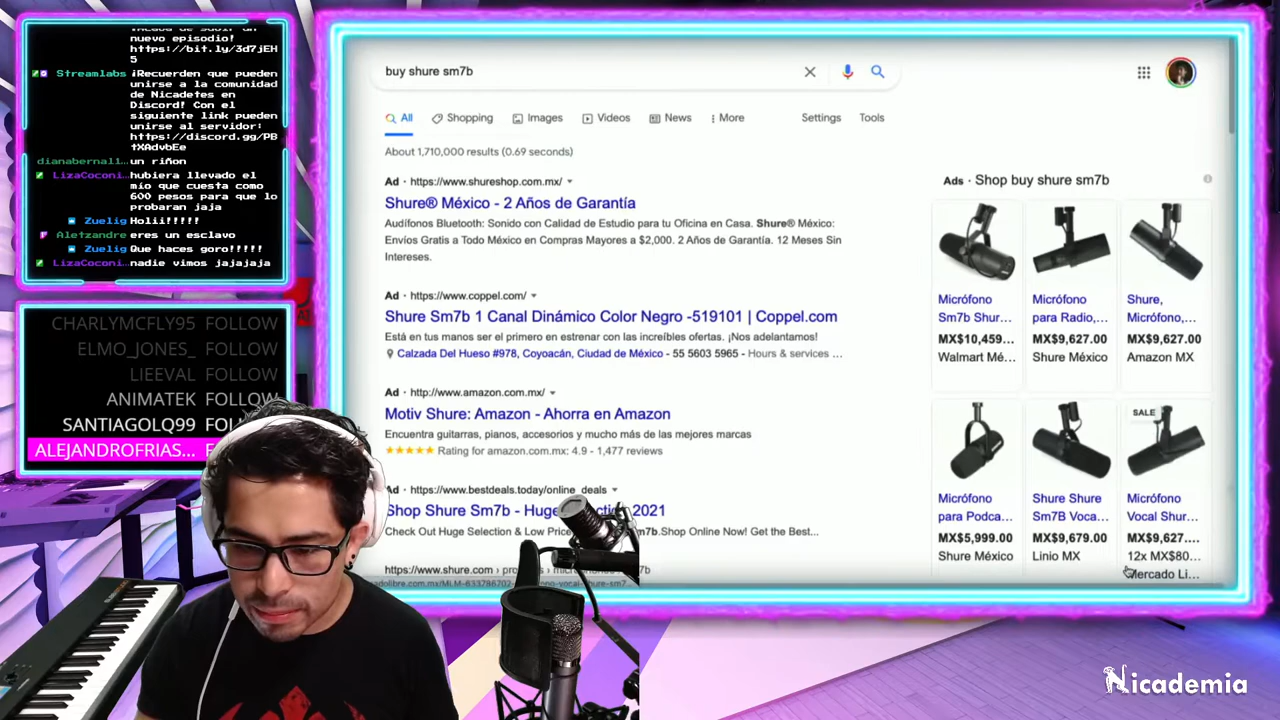 ¡Acabo de subir un
nuevo episodio!
https://bit.ly/3d7jEH
5
Streamlabs ¡Recuerden que pueden
unirse a la comunidad
de Nicadetes en
Discord! Con el
siguiente link pueden
unirse al servidor:
https://discord.gg/PB
tXAdvbEe
dianabernal1... un riñon
LizaCoconi... hubiera llevado el
mío que cuesta como
600 pesos para que lo
probaran jaja
Zuelig Holii!!!!!
Aletzandre eres un esclavo
Zuelig Que haces goro!!!!!
LizaCoconi... nadie vimos jajajaja
CHARLYMCFLY95 FOLLOW
ELMO_JONES_ FOLLOW
LIEEVAL FOLLOW
ANIMATEK FOLLOW
SANTIAGOLQ99
ALEJANDROFRIAS...
buy shure sm7b
All Shopping Images Videos News More Settings Tools
About 1,710,000 results (0.69 seconds)
Ad · https://www.shureshop.com.mx/
Shure® México - 2 Años de Garantía
Audífonos Bluetooth: Sonido con Calidad de Estudio para tu Oficina en Casa. Shure® México:
Envíos Gratis a Todo México en Compras Mayores a $2,000. 2 Años de Garantía. 12 Meses Sin
Intereses.
Ad · https://www.coppel.com/
Shure Sm7b 1 Canal Dinámico Color Negro -519101 | Coppel.com
Está en tus manos ser el primero en estrenar con las increíbles ofertas. ¡Nos adelantamos!
Calzada Del Hueso #978, Coyoacán, Ciudad de México - 55 5603 5965 - Hours & services ...
Ad · http://www.amazon.com.mx/
Motiv Shure: Amazon - Ahorra en Amazon
Encuentra guitarras, pianos, accesorios y mucho más de las mejores marcas
Rating for amazon.com.mx: 4.9 - 1,477 reviews
Ad · https://www.bestdeals.today/online_deals
Shop Shure Sm7b - Huge 2021
Check Out Huge Selection & Low Price .Shop Online Now! Get the Best...
https://www.shure.com
Ads · Shop buy shure sm7b
Micrófono
Sm7b Shur...
MX$10,459...
Walmart Mé...
Micrófono
para Radio,...
MX$9,627.00
Shure México
Shure,
Micrófono,...
MX$9,627.00
Amazon MX
Micrófono
para Podca...
MX$5,999.00
Shure México
Shure Shure
Sm7B Voca...
MX$9,679.00
Linio MX
SALE
Micrófono
Vocal Shur...
MX$9,627....
12x MX$80...
Mercado Li...
Nicademia